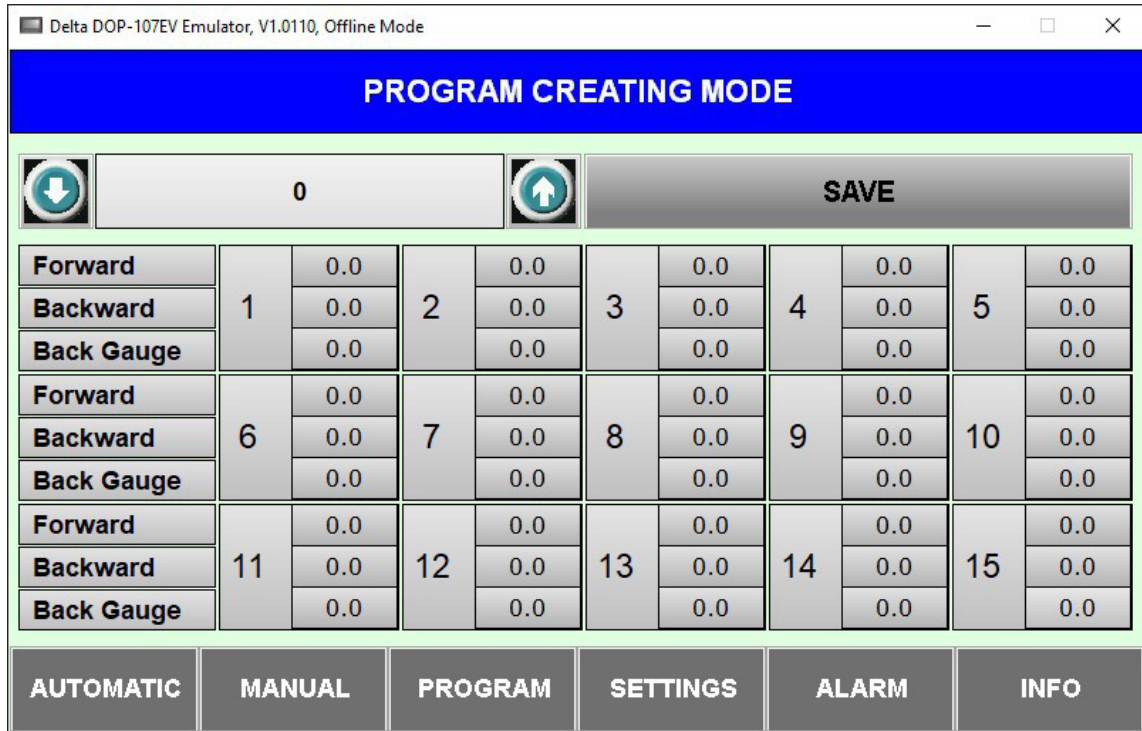 Delta DOP-107EV Emulator, V1.0110, Offline Mode
PROGRAM CREATING MODE
0 SAVE
Forward 0.0 0.0 0.0 0.0 0.0
Backward 1 0.0 2 0.0 3 0.0 4 0.0 5 0.0
Back Gauge 0.0 0.0 0.0 0.0 0.0
Forward 0.0 0.0 0.0 0.0 0.0
Backward 6 0.0 7 0.0 8 0.0 9 0.0 10 0.0
Back Gauge 0.0 0.0 0.0 0.0 0.0
Forward 0.0 0.0 0.0 0.0 0.0
Backward 11 0.0 12 0.0 13 0.0 14 0.0 15 0.0
Back Gauge 0.0 0.0 0.0 0.0 0.0
AUTOMATIC MANUAL PROGRAM SETTINGS ALARM INFO